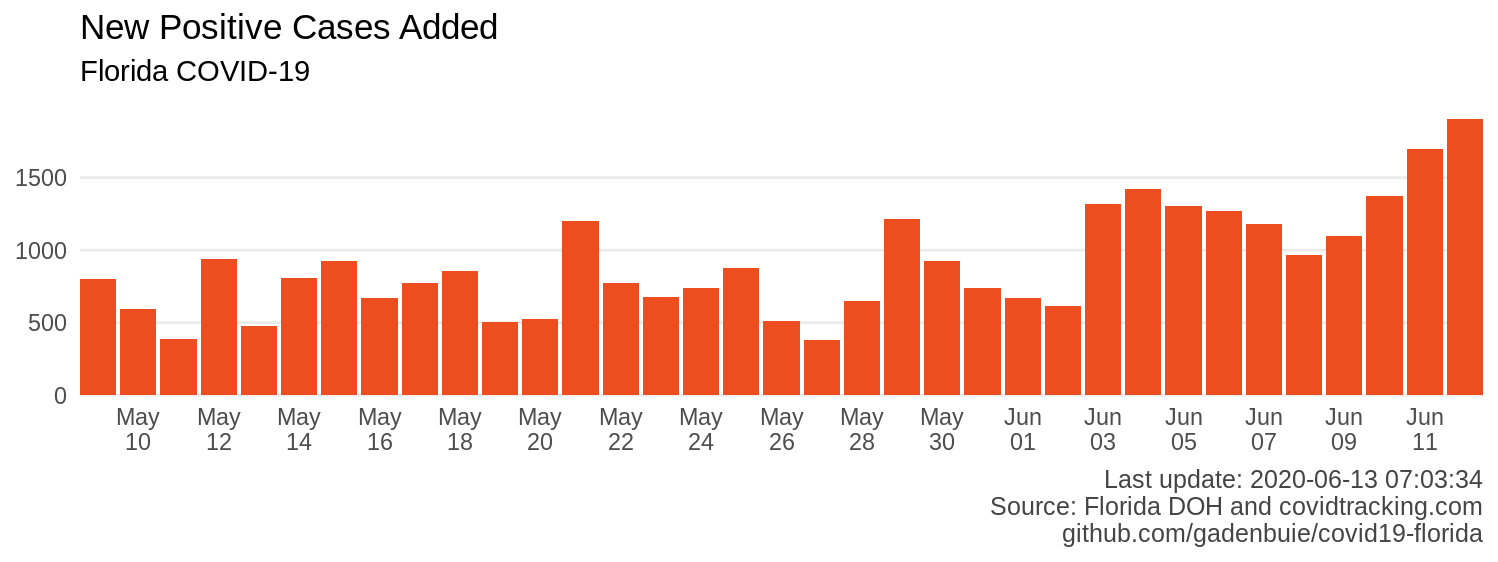 New Positive Cases Added
Florida COVID-19
1500
1000
500
0
May May May May May May May May May May May Jun Jun Jun Jun Jun Jun
10 12 14 16 18 20 22 24 26 28 30 01 03 05 07 09 11
Last update: 2020-06-13 07:03:34
Source: Florida DOH and covidtracking.com
github.com/gadenbuie/covid19-florida